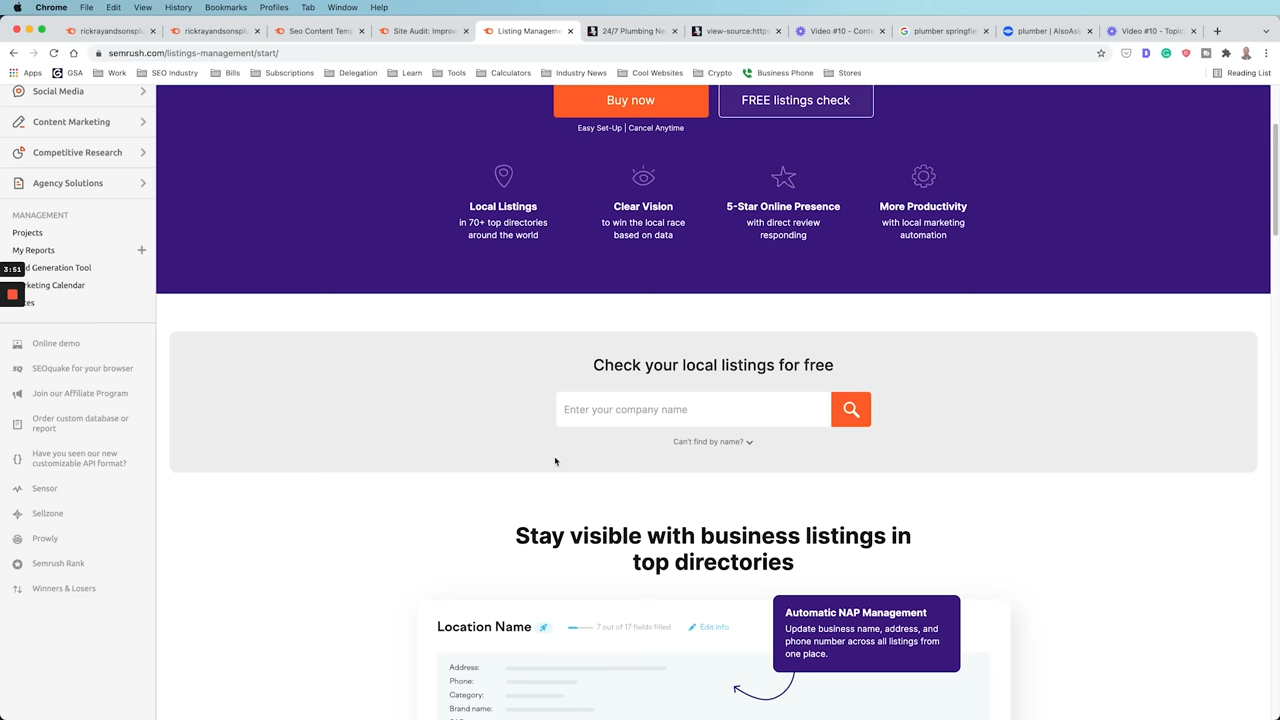 Chrome File Edit View History Bookmarks Profiles Tab Window Help
rickrayandsonsplu
rickrayandsonsplu
Seo Content Temp
Site Audit: Improv
Listing Manageme
24/7 Plumbing Ne
view-source:https
Video #10 - Conte
plumber springfie
plumber | AlsoAsk
Video #10 - Topic
semrush.com/listings-management/start/
Apps GSA Work SEO Industry Bills Subscriptions Delegation Learn Tools Calculators Industry News Cool Websites Crypto Business Phone Stores Reading List
Social Media
Content Marketing
Competitive Research
Agency Solutions
MANAGEMENT
Projects
My Reports
3:51
d Generation Tool
rketing Calendar
es
Online demo
SEOquake for your browser
Join our Affiliate Program
Order custom database or
report
Have you seen our new
customizable API format?
Sensor
Sellzone
Prowly
Semrush Rank
Winners & Losers
Buy now
FREE listings check
Easy Set-Up | Cancel Anytime
Local Listings
in 70+ top directories
around the world
Clear Vision
to win the local race
based on data
5-Star Online Presence
with direct review
responding
More Productivity
with local marketing
automation
Check your local listings for free
Enter your company name
Can't find by name?
Stay visible with business listings in
top directories
Location Name
7 out of 17 fields filled
Edit info
Automatic NAP Management
Update business name, address, and
phone number across all listings from
one place.
Address:
Phone:
Category:
Brand name: